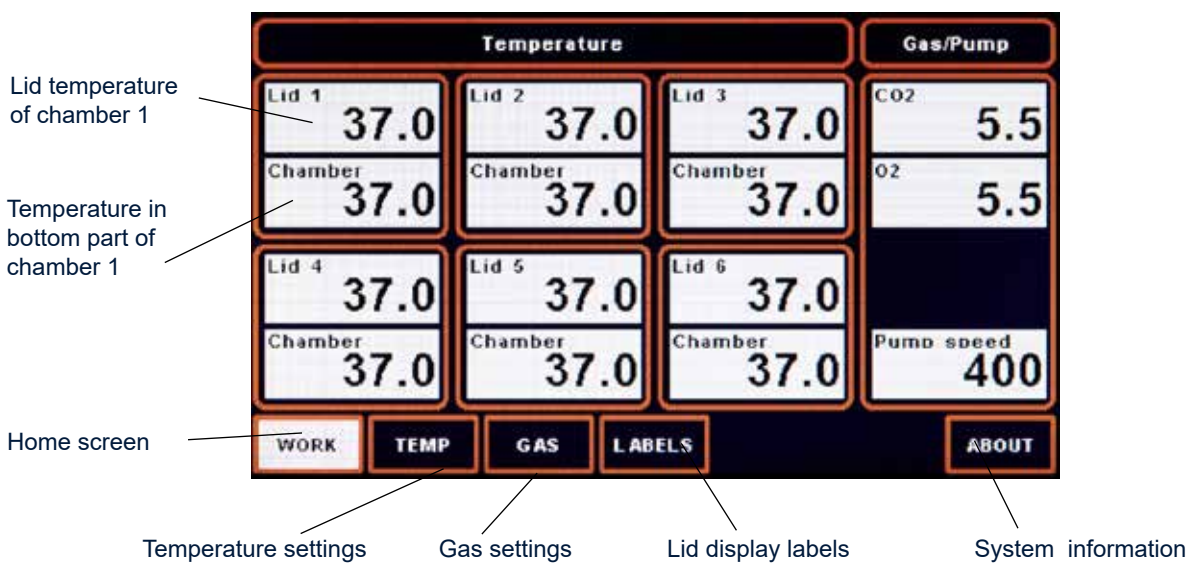 Temperature
Gas/Pump
Lid temperature
of chamber 1
Lid 1
37.0
Lid 2
37.0
Lid 3
37.0
CO2
5.5
Temperature in
bottom part of
chamber 1
Chamber
37.0
Chamber
37.0
Chamber
37.0
O2
5.5
Lid 4
37.0
Lid 5
37.0
Lid 6
37.0
Chamber
37.0
Chamber
37.0
Chamber
37.0
Pump speed
400
Home screen
WORK
TEMP
GAS
LABELS
ABOUT
Temperature settings
Gas settings
Lid display labels
System information